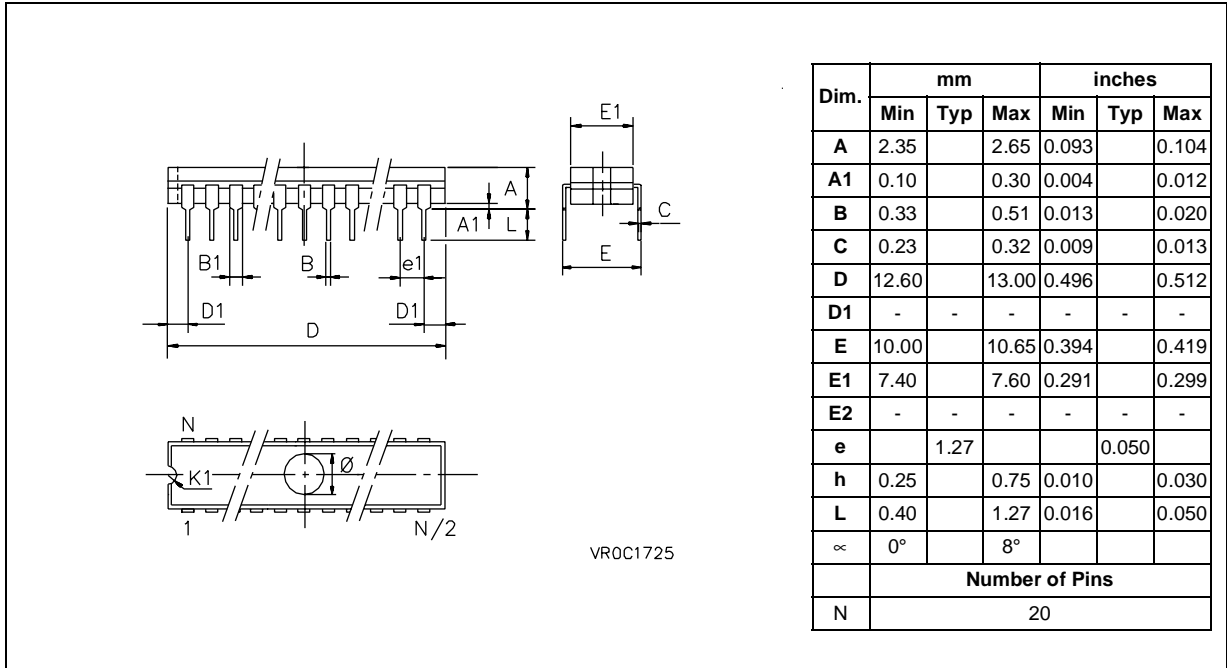 E1
A
A1
L
C
B1
B
e1
E
D1
D1
D
N
K1
Ø
1
N/2
VR0C1725
Dim. mm inches
Min Typ Max Min Typ Max
A 2.35 2.65 0.093 0.104
A1 0.10 0.30 0.004 0.012
B 0.33 0.51 0.013 0.020
C 0.23 0.32 0.009 0.013
D 12.60 13.00 0.496 0.512
D1 - - - - - -
E 10.00 10.65 0.394 0.419
E1 7.40 7.60 0.291 0.299
E2 - - - - - -
e 1.27 0.050
h 0.25 0.75 0.010 0.030
L 0.40 1.27 0.016 0.050
∝ 0° 8°
Number of Pins
N 20